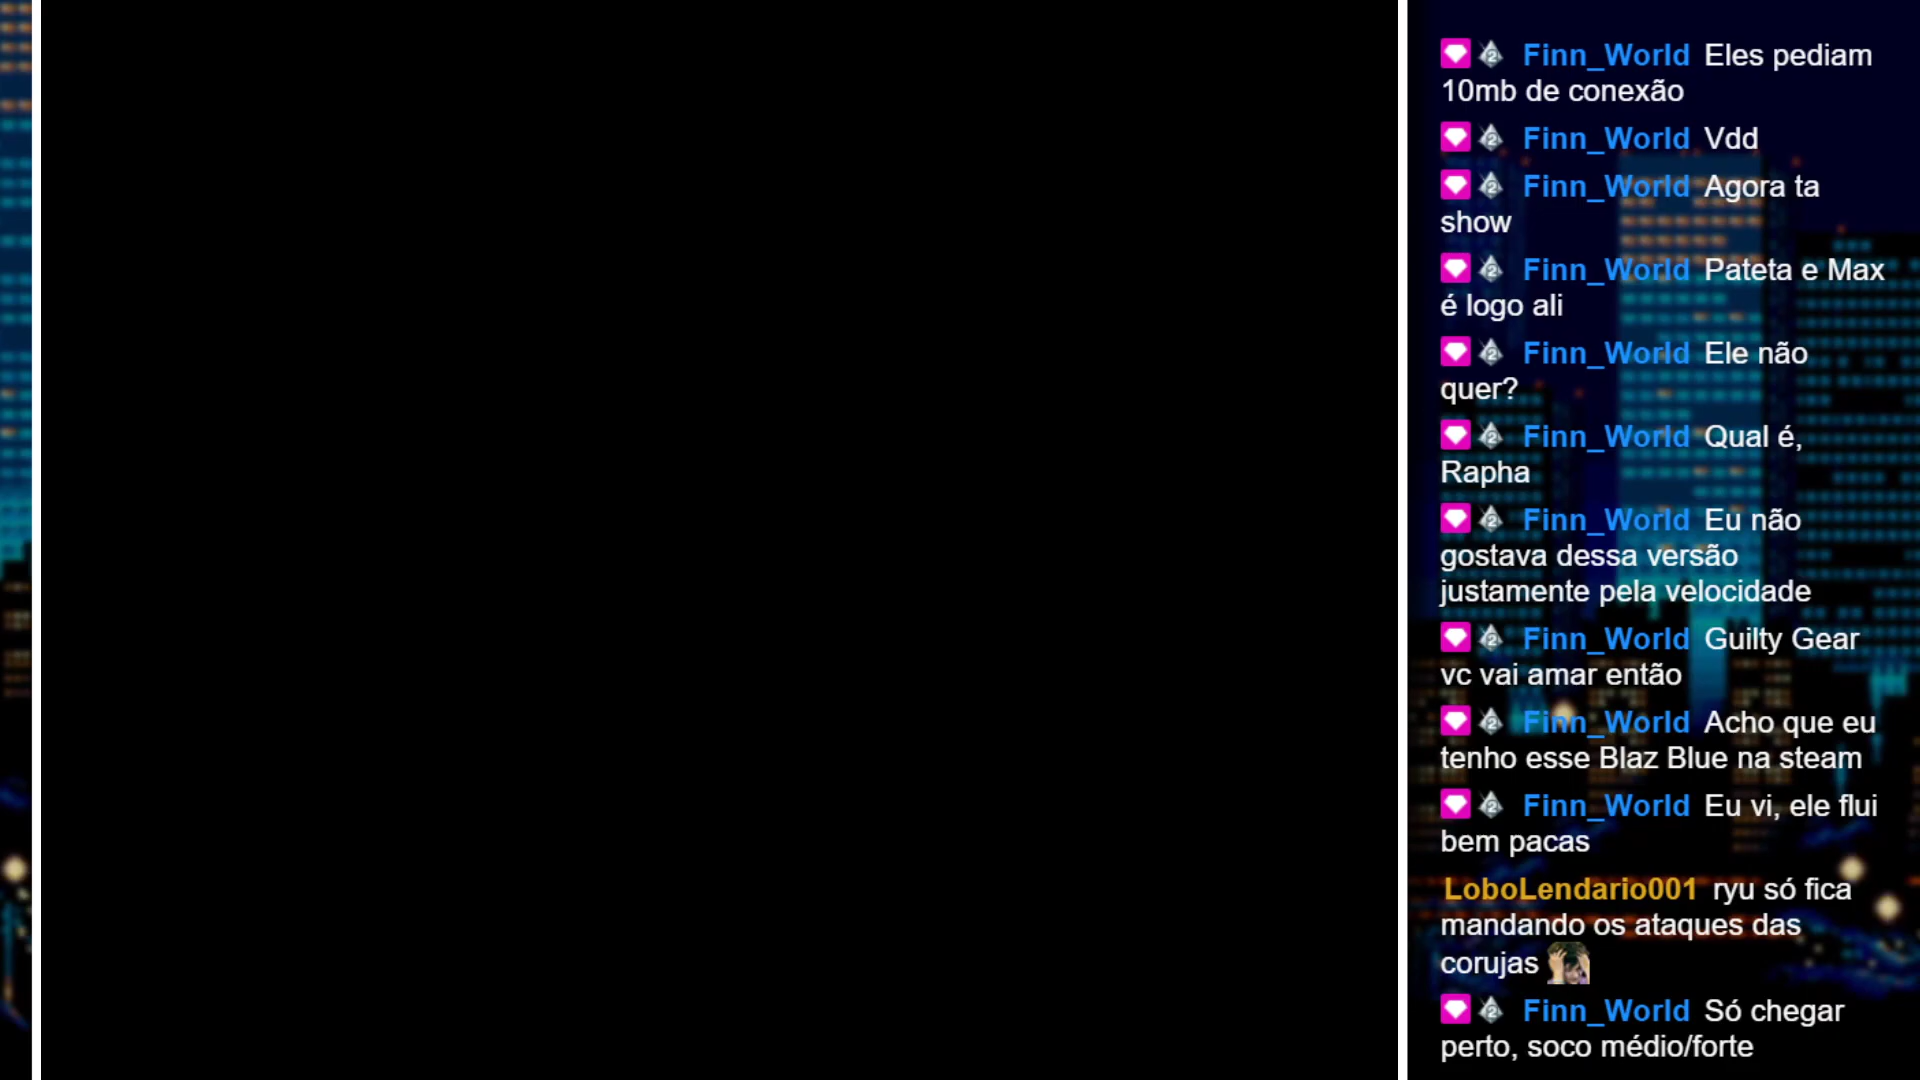 Finn_World Eles pediam
10mb de conexão
Finn_World Vdd
Finn_World Agora ta
show
Finn_World Pateta e Max
é logo ali
Finn_World Ele não
quer?
Finn_World Qual é,
Rapha
Finn_World Eu não
gostava dessa versão
justamente pela velocidade
Finn_World Guilty Gear
vc vai amar então
Finn_World Acho que eu
tenho esse Blaz Blue na steam
Finn_World Eu vi, ele flui
bem pacas
LoboLendario001 ryu só fica
mandando os ataques das
corujas
Finn_World Só chegar
perto, soco médio/forte